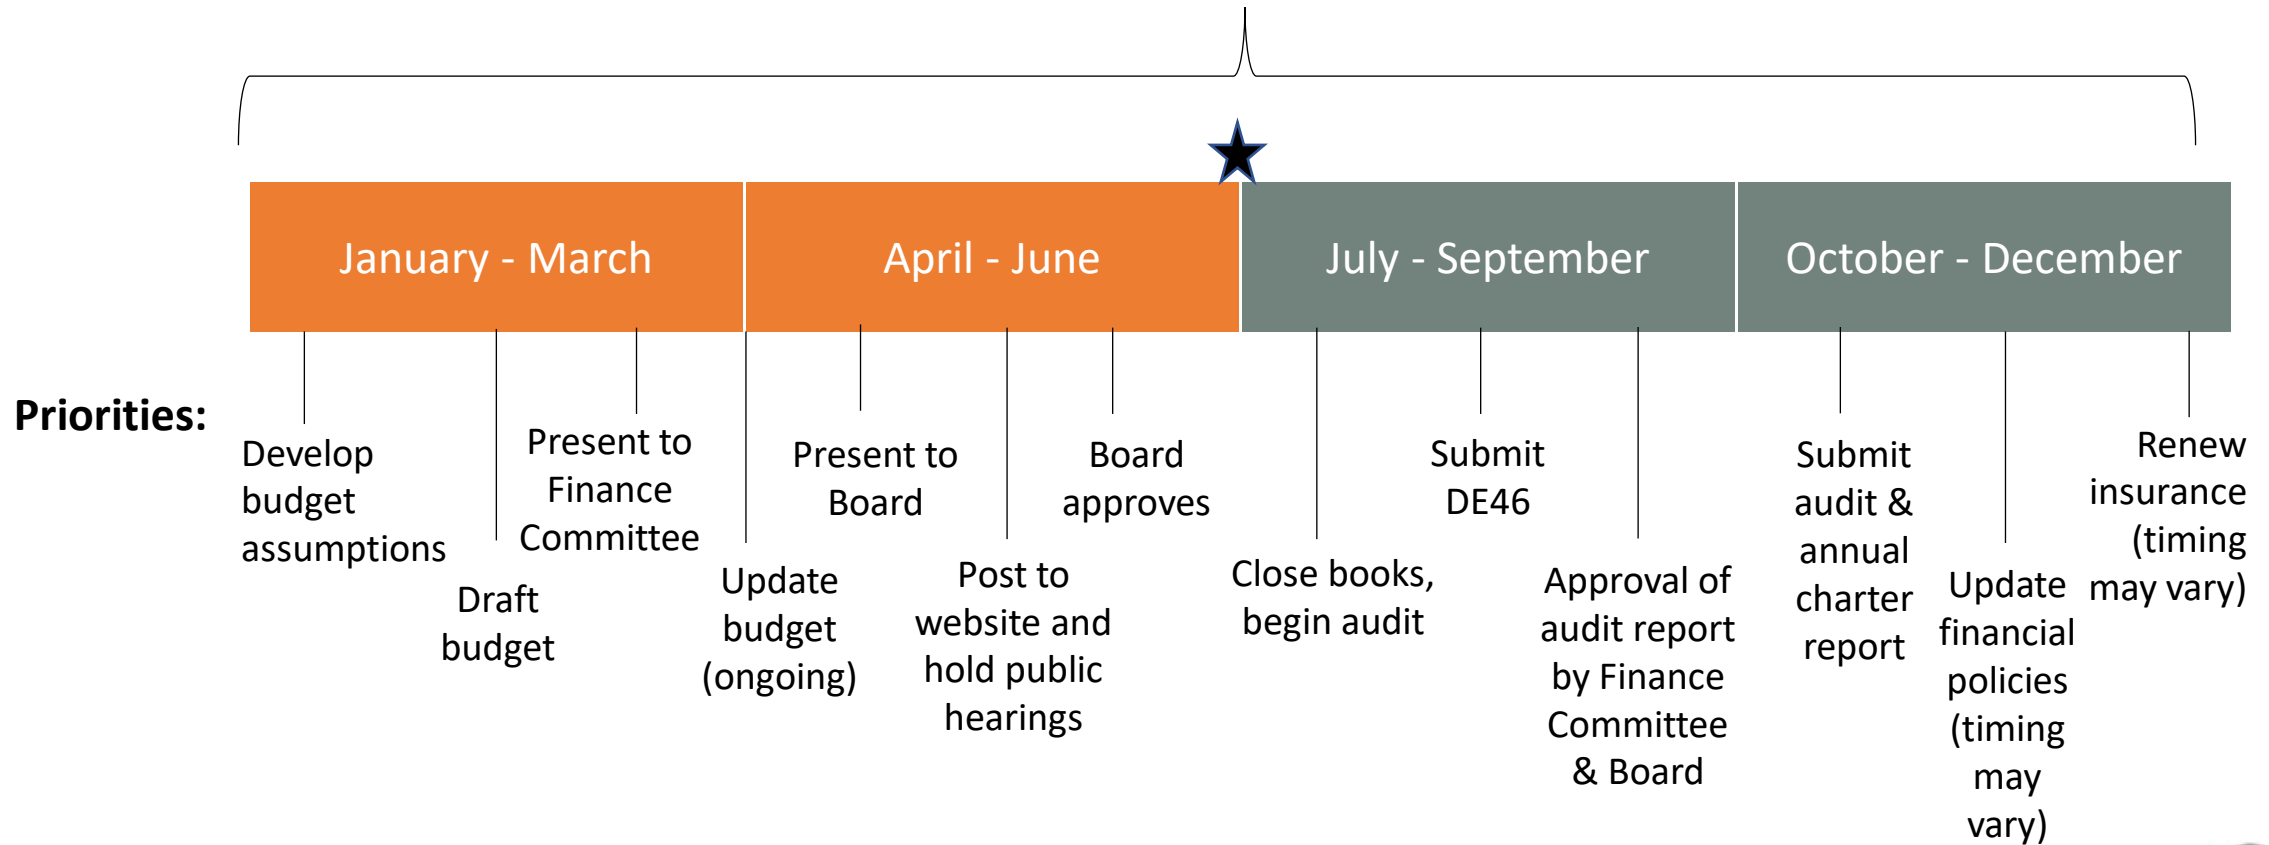 January - March
April - June
July - September
October - December
Priorities:
Develop
budget
assumptions
Draft
budget
Present to
Finance
Committee
Update
budget
(ongoing)
Present to
Board
Post to
website and
hold public
hearings
Board
approves
Close books,
begin audit
Submit
DE46
Approval of
audit report
by Finance
Committee
& Board
Submit
audit &
annual
charter
report
Update
financial
policies
(timing
may
vary)
Renew
insurance
(timing
may vary)